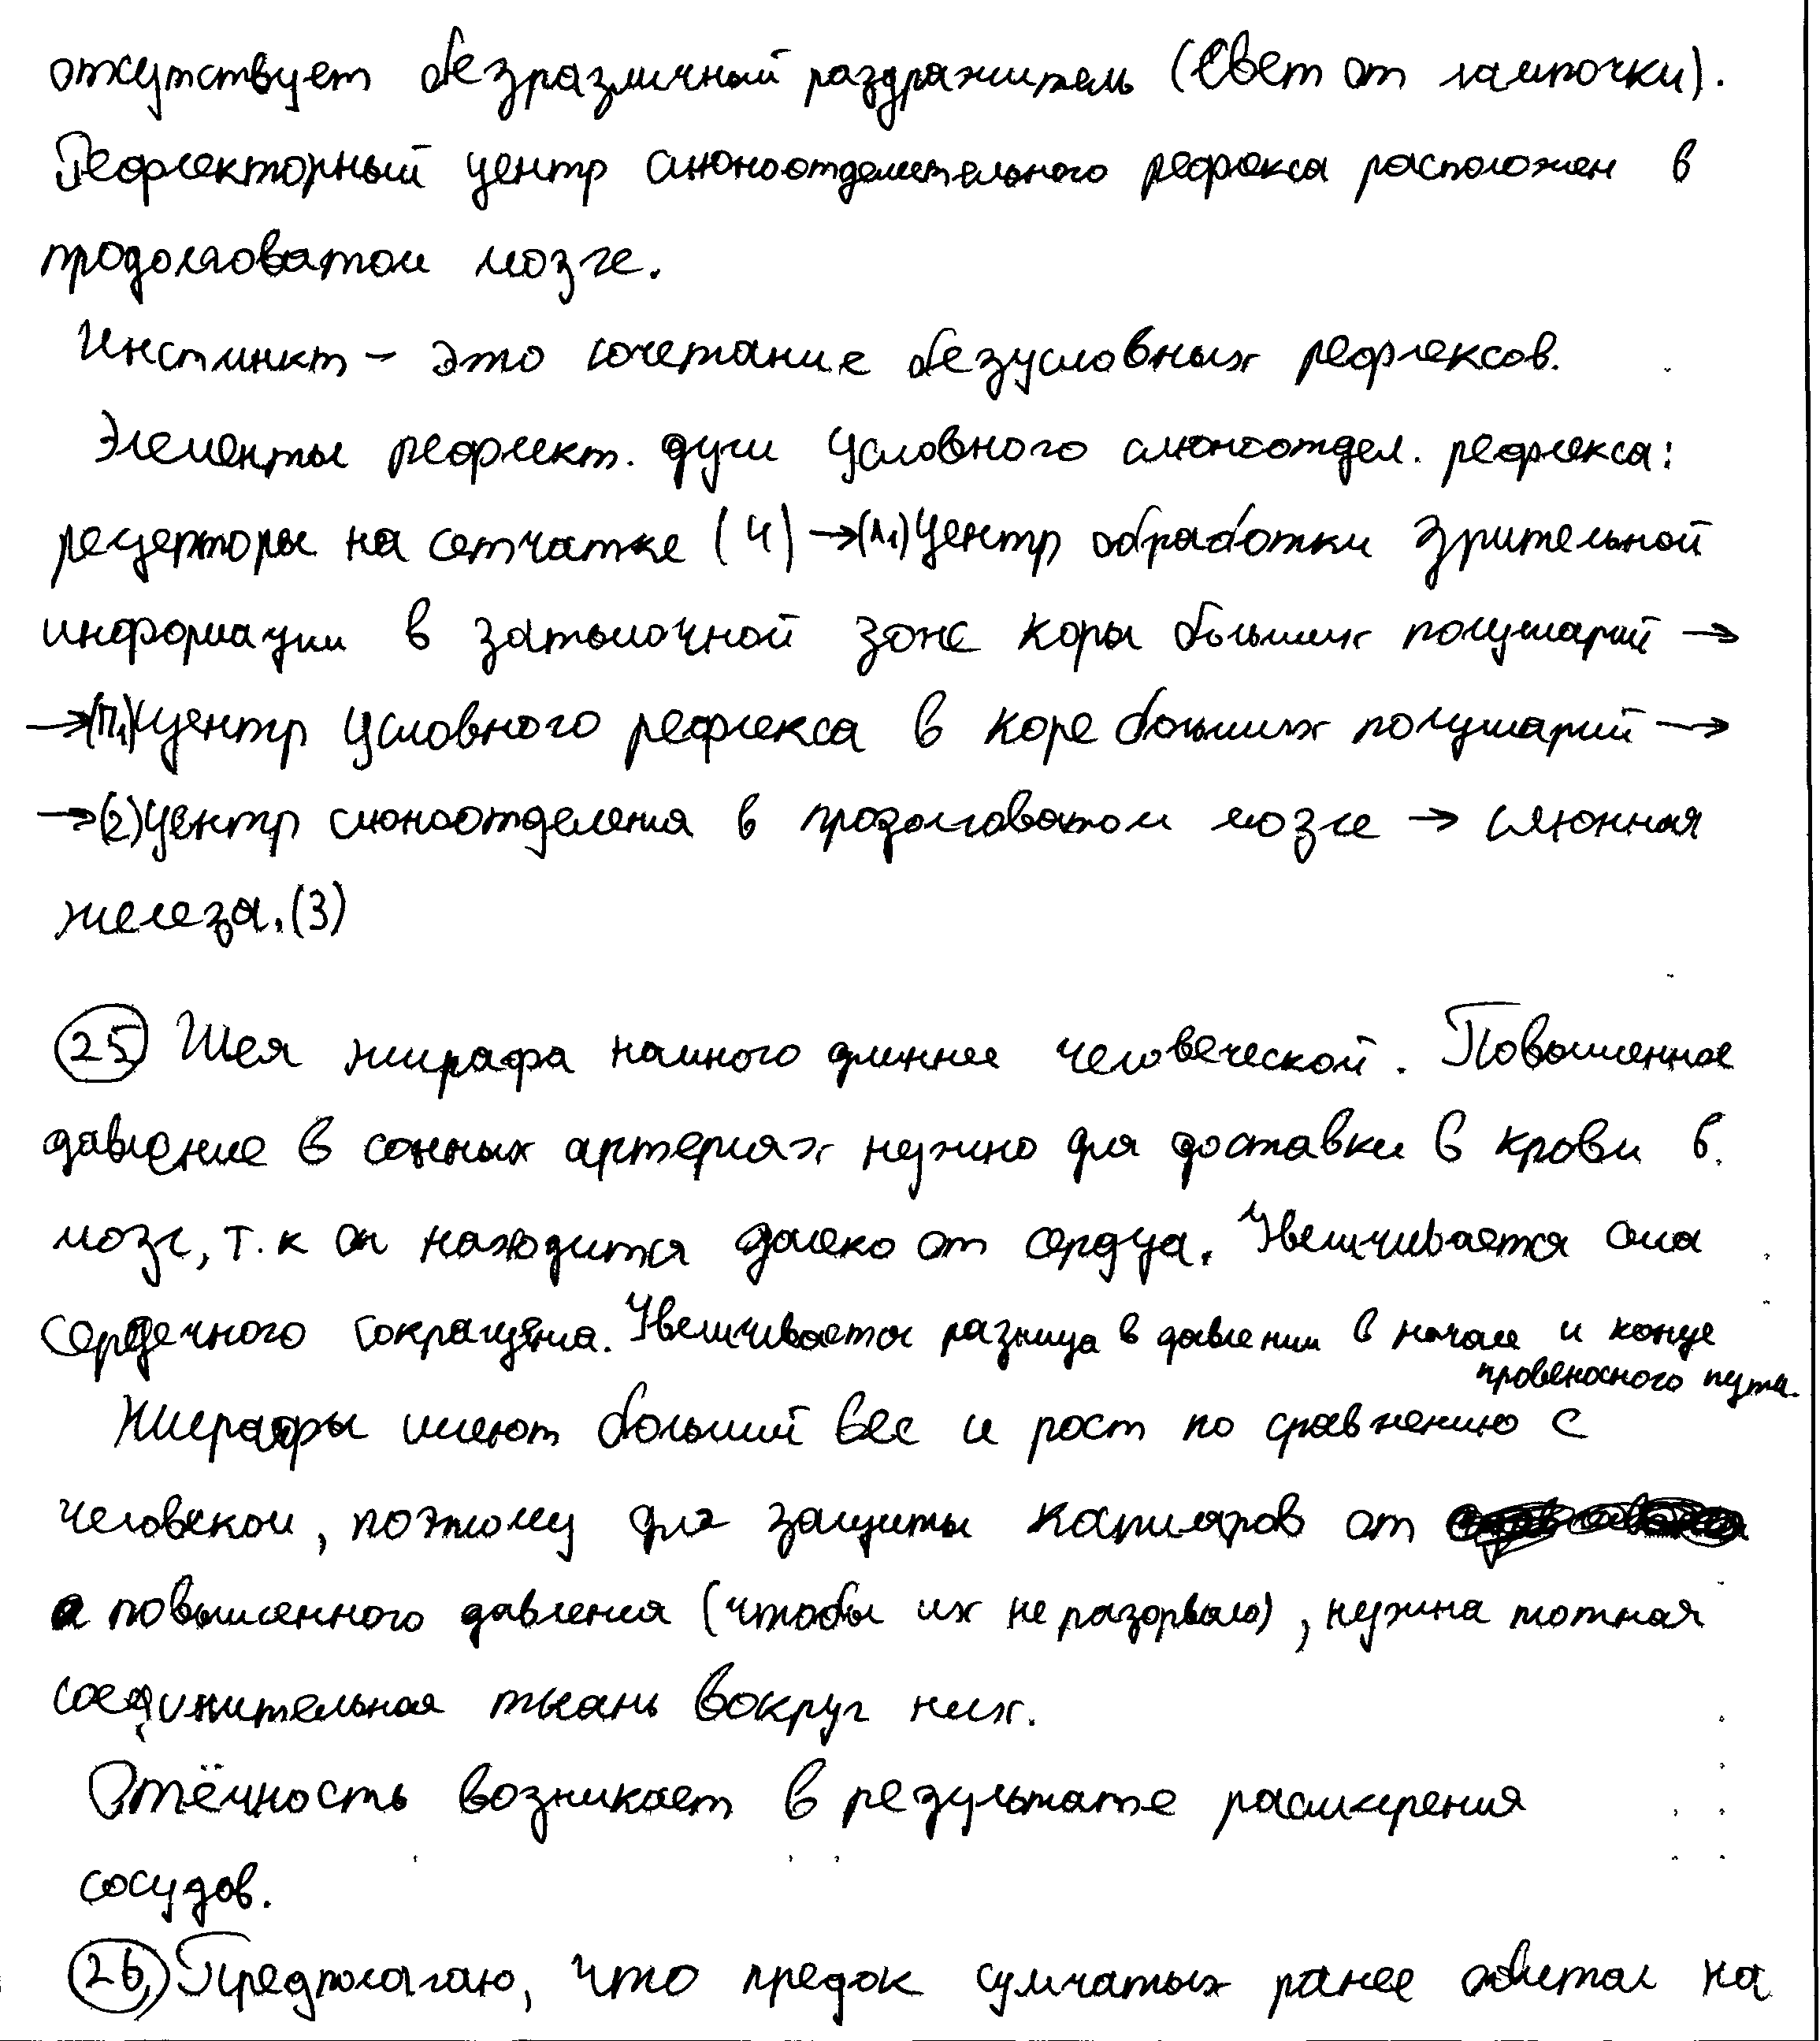 отсутствует безразличный раздражитель (свет от лампочки).
Рефлекторный центр слюноотделительного рефлекса расположен в
продолговатом мозге.
Инстинкт - это сочетание безусловных рефлексов.
Элементы рефлект. дуги условного слюноотдел. рефлекса:
рецепторы на сетчатке (4) → центр обработки зрительной
информации в затылочной зоне коры больших полушарий →
→ центр условного рефлекса в коре больших полушарий →
→(2) центр слюноотделения в продолговатом мозге → слюнная
железа.(3)
25 Шея жирафа намного длиннее человеческой. Повышенное
давление в сонных артериях нужно для доставки в крови в
мозг, т.к он находится далеко от сердца. Увеличивается сила
сердечного сокращения. Увеличивается разница в давлении в начале и конце
кровеносного пути.
Жирафы имеют больший вес и рост по сравнению с
человеком, поэтому для защиты капиляров от
повышенного давления (чтобы их не разорвало), нужна плотная
соединительная ткань вокруг них.
Отёчность возникает в результате расширения
сосудов.
26. Предполагаю, что предок сумчатых ранее обитал на